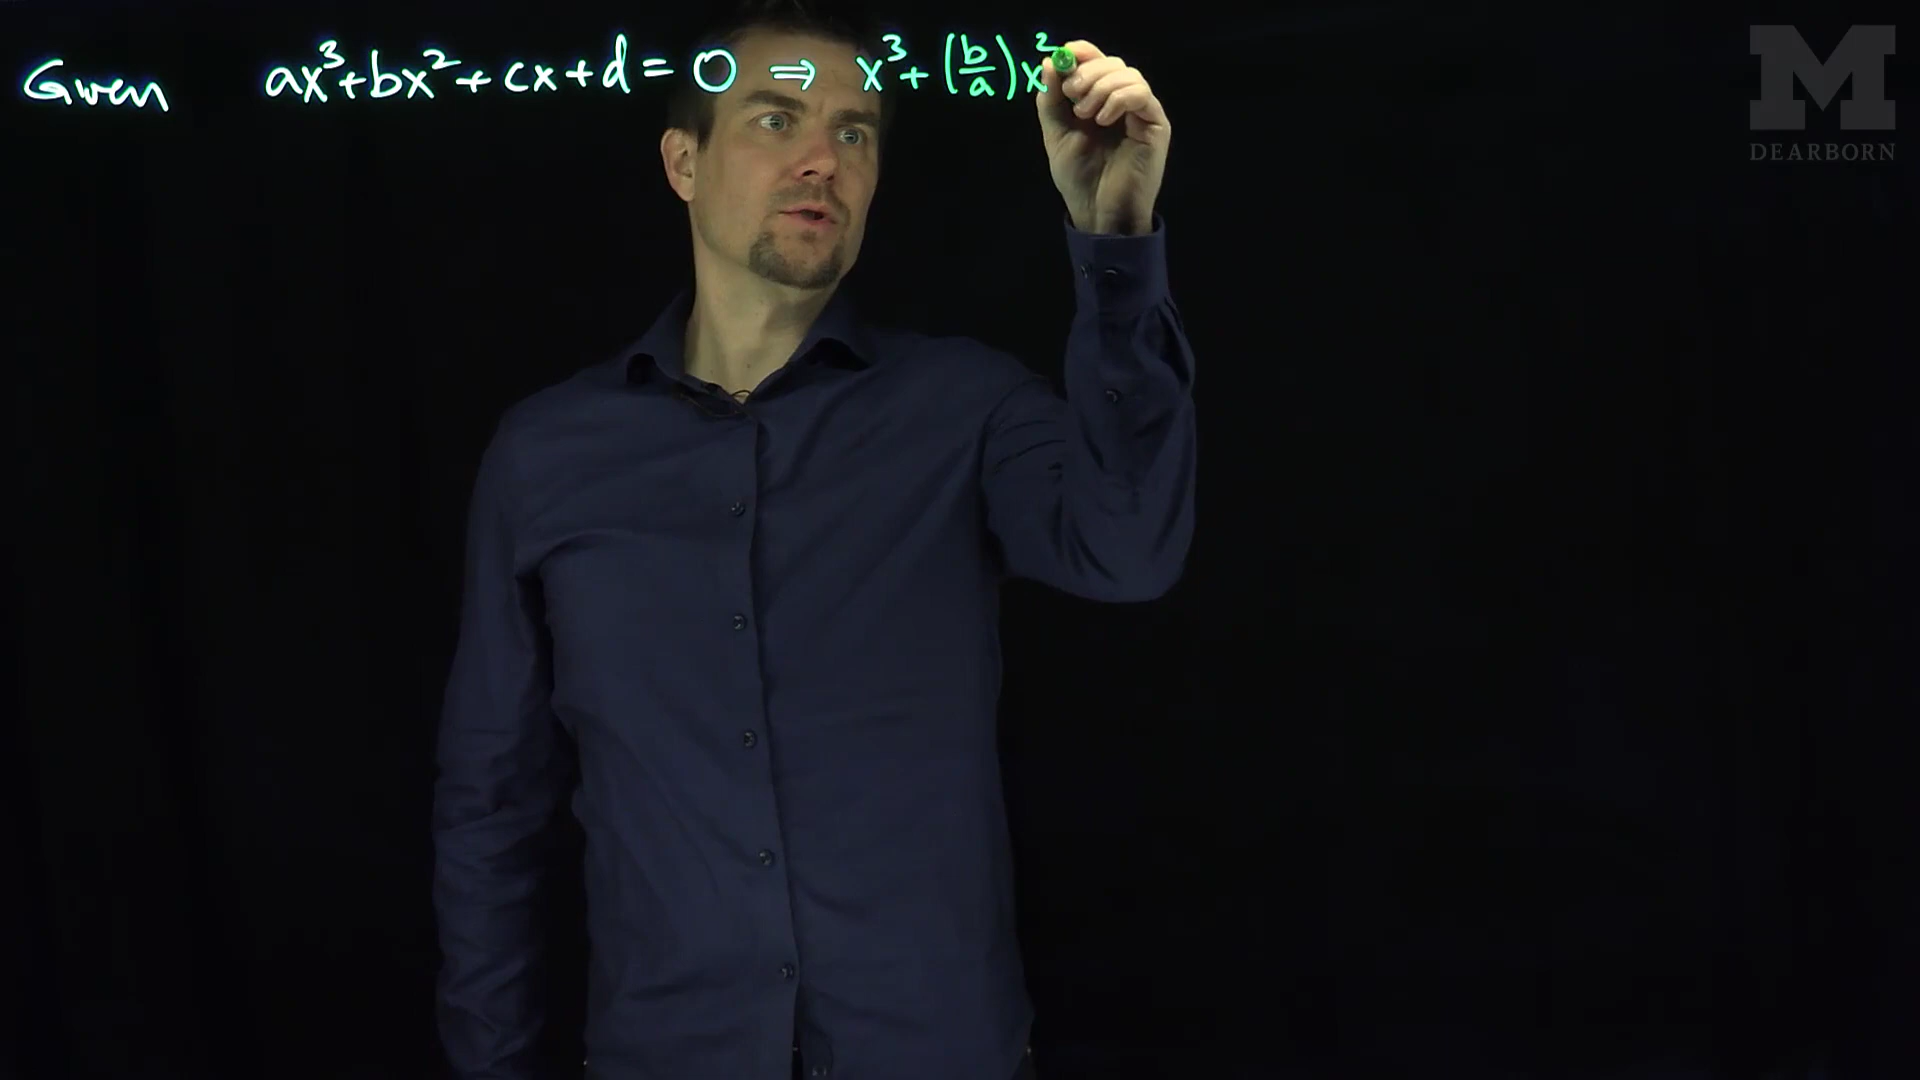 Given ax³+bx²+cx+d=0 ⇒ x³+(b/a)x²
M
DEARBORN